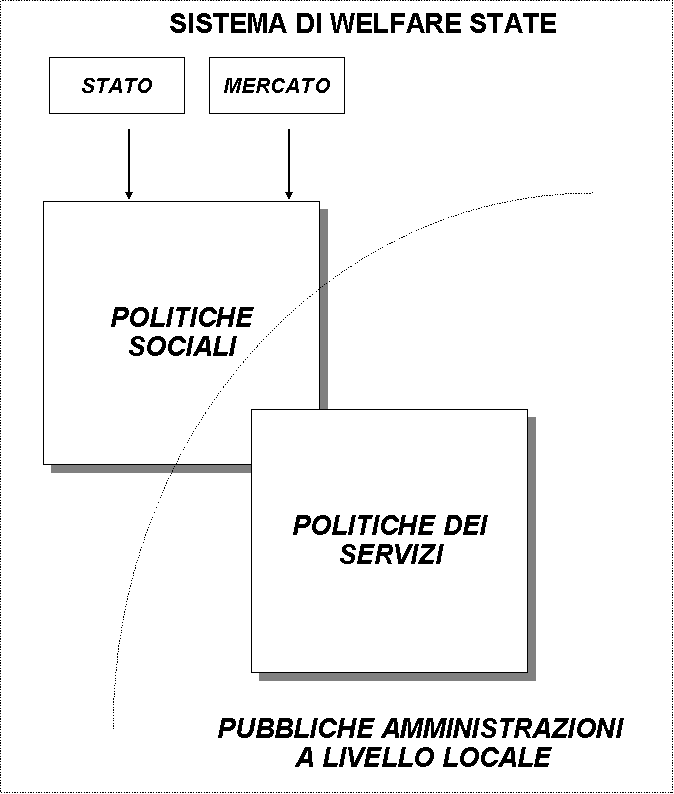 SISTEMA DI WELFARE STATE
STATO
MERCATO
POLITICHE
SOCIALI
POLITICHE DEI
SERVIZI
PUBBLICHE AMMINISTRAZIONI
A LIVELLO LOCALE